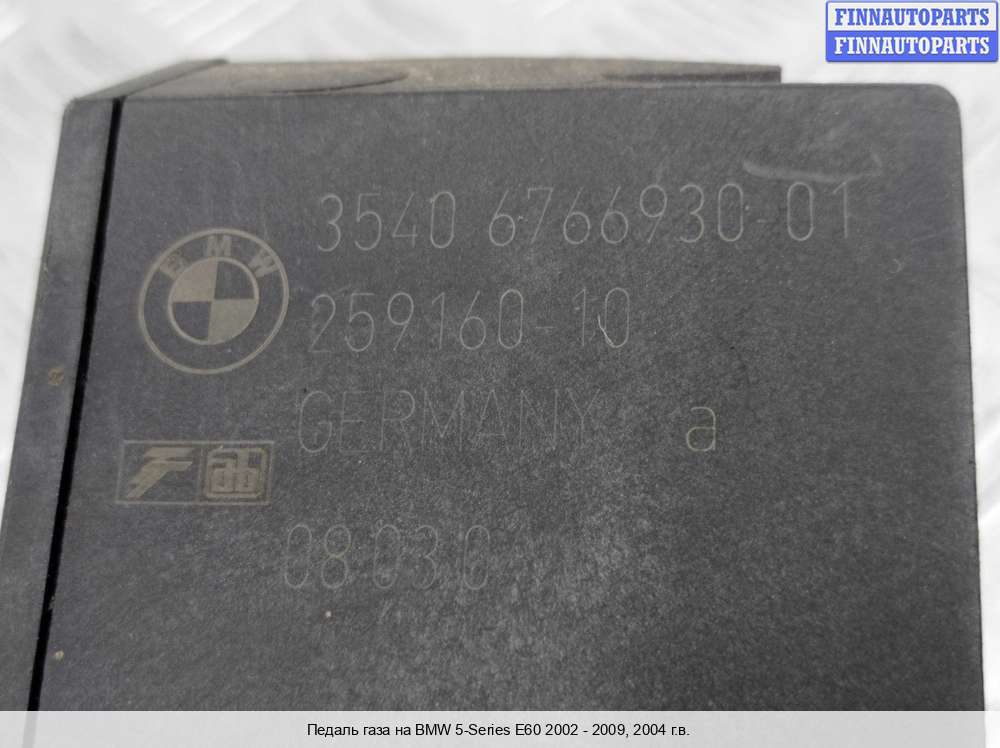 FINNAUTOPARTS
FINNAUTOPARTS
3540 6766930-01
BMW
259160-10
GERMANY a
ab
08 03 0
Педаль газа на BMW 5-Series E60 2002 - 2009, 2004 г.в.